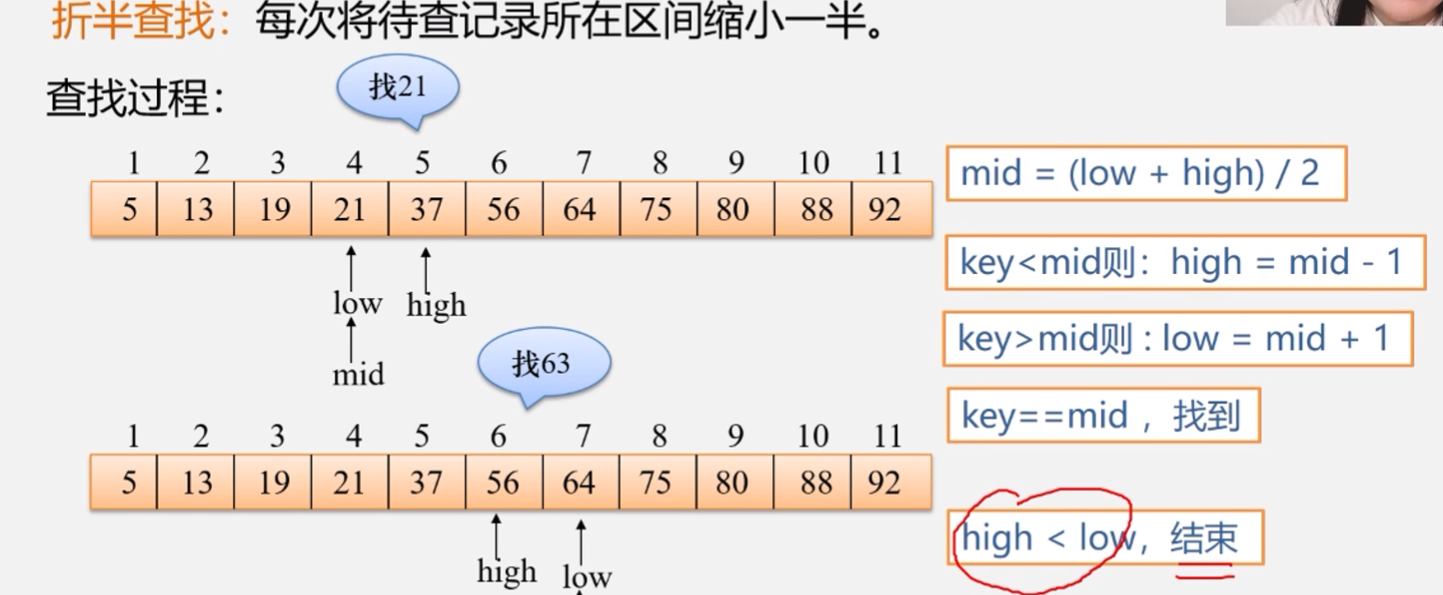 折半查找：每次将待查记录所在区间缩小一半。
查找过程：
找21
1 2 3 4 5 6 7 8 9 10 11
5 13 19 21 37 56 64 75 80 88 92
low high
mid
找63
1 2 3 4 5 6 7 8 9 10 11
5 13 19 21 37 56 64 75 80 88 92
high low
mid = (low + high) / 2
key<mid则：high = mid - 1
key>mid则 : low = mid + 1
key==mid ，找到
high < low，结束